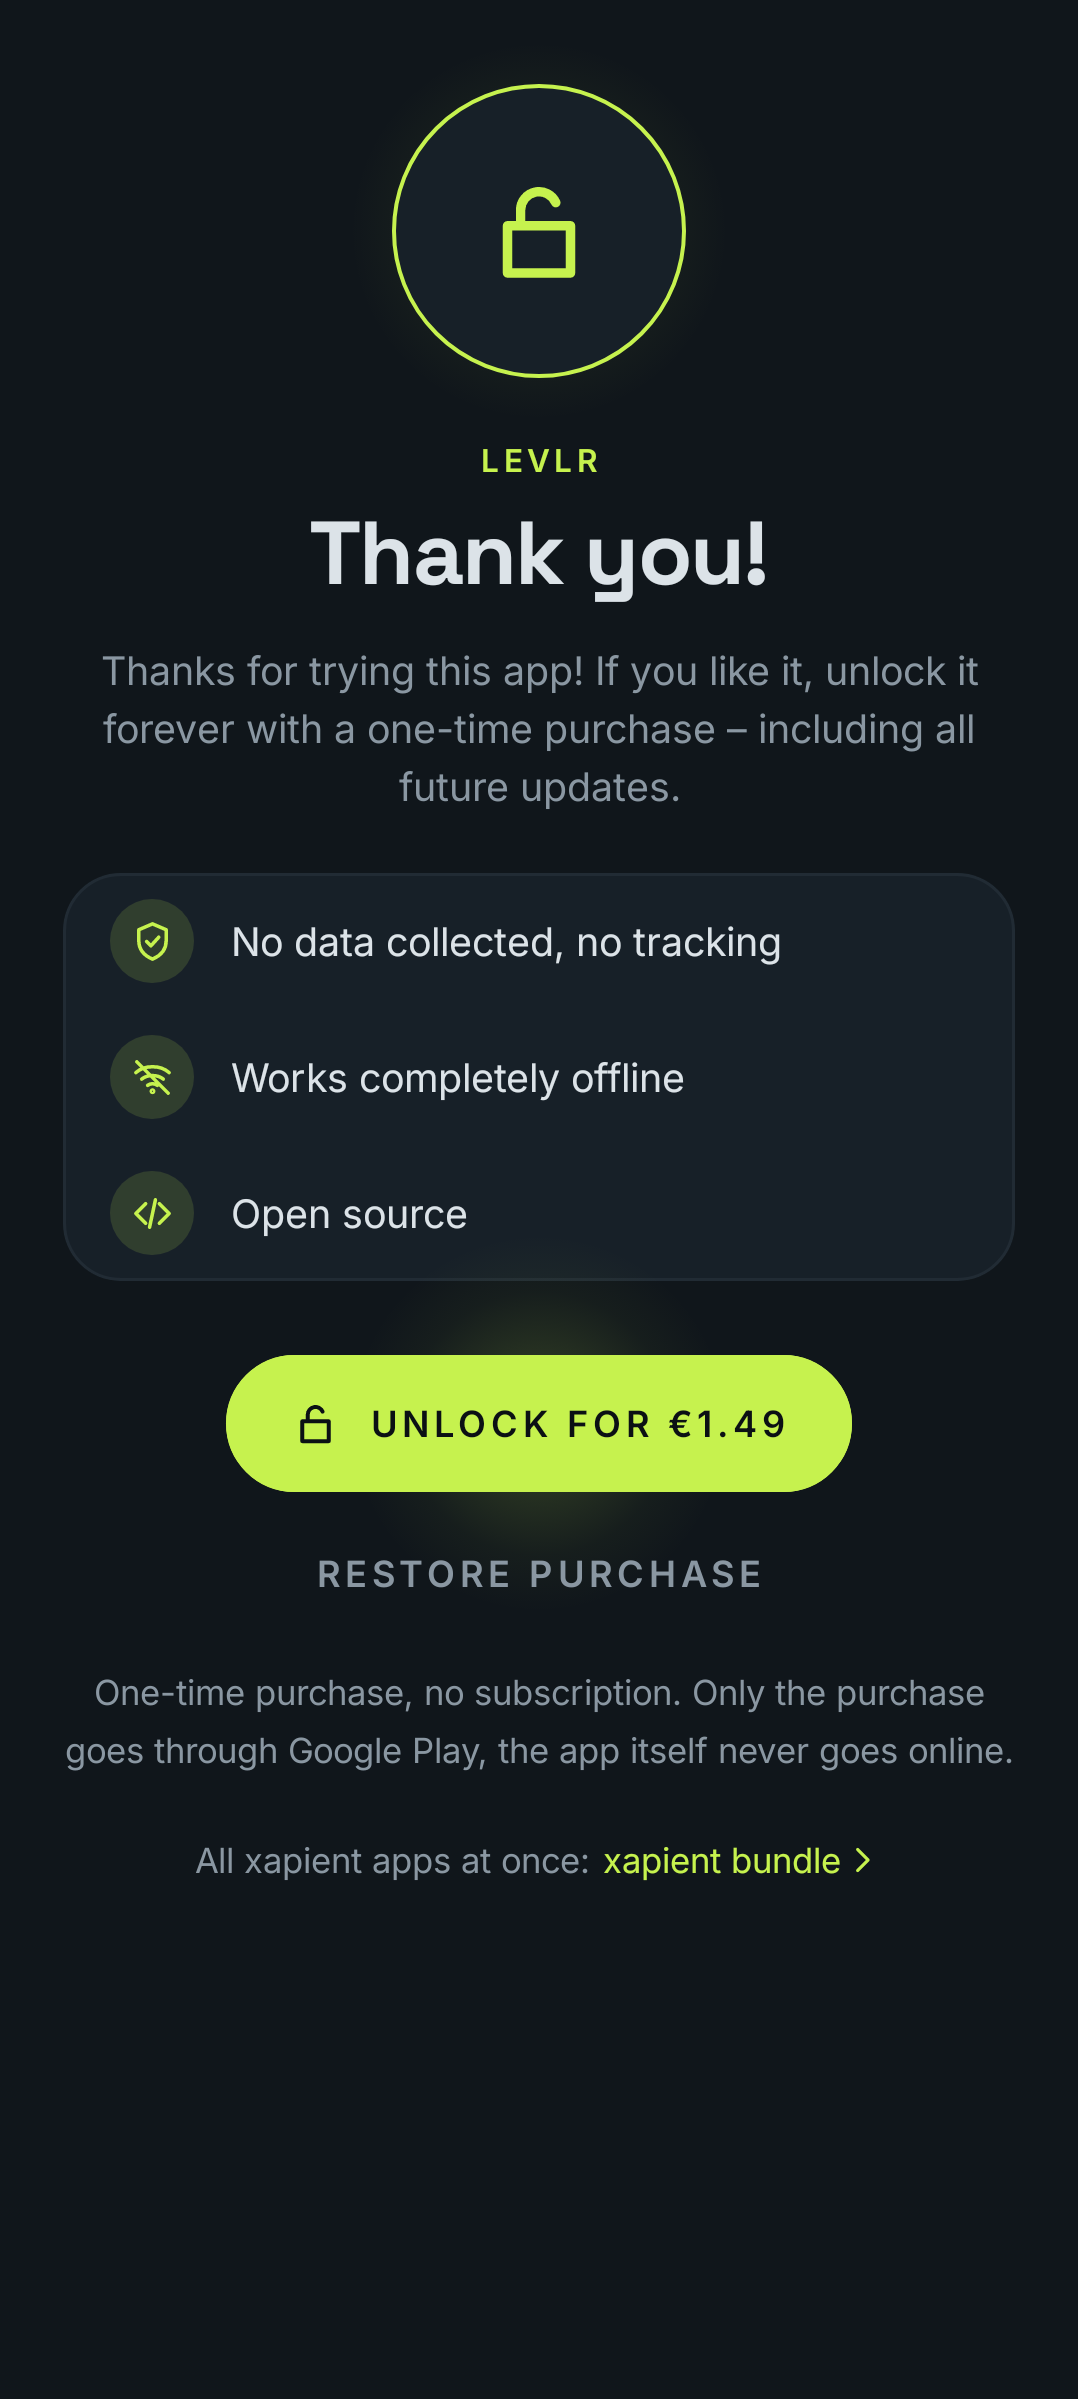 LEVLR
Thank you!
Thanks for trying this app! If you like it, unlock it
forever with a one-time purchase – including all
future updates.
No data collected, no tracking
Works completely offline
Open source
UNLOCK FOR €1.49
RESTORE PURCHASE
One-time purchase, no subscription. Only the purchase
goes through Google Play, the app itself never goes online.
All xapient apps at once: xapient bundle